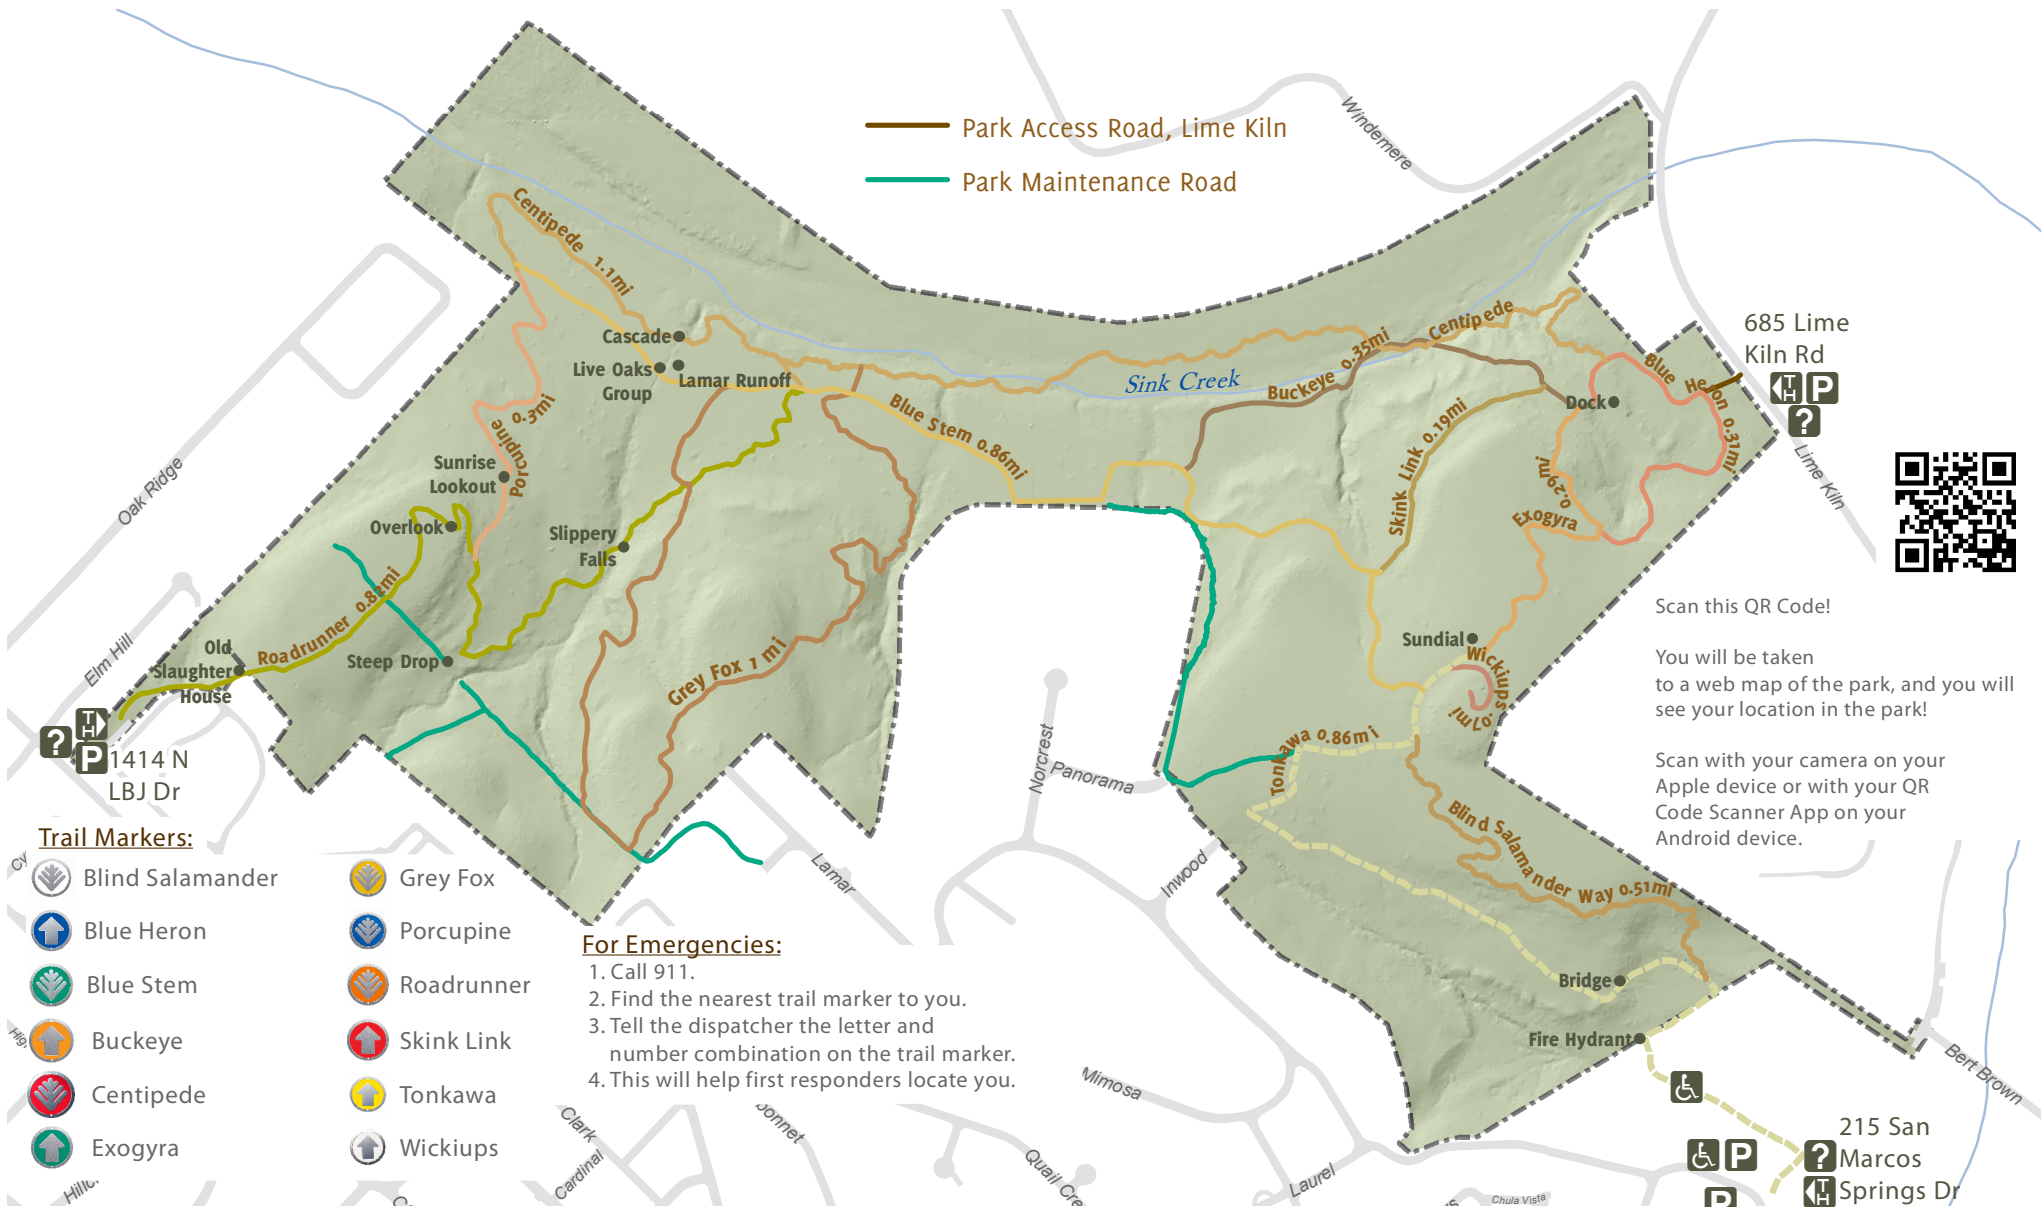 Park Access Road, Lime Kiln
Park Maintenance Road
Windemere
Centipede 1.1mi
Cascade
Live Oaks
Group
Lamar Runoff
Porcupine 0.3mi
Sunrise
Lookout
Overlook
Slippery
Falls
Roadrunner 0.82mi
Steep Drop
Old
Slaughter
House
Grey Fox 1 mi
Blue Stem 0.86mi
Sink Creek
Buckeye 0.35mi
Centipede
Skink Link 0.19mi
Dock
Blue Heron 0.31mi
Exogyra 0.29mi
Sundial
Wickiups .07mi
Tonkawa 0.86mi
Blind Salamander Way 0.51mi
Bridge
Fire Hydrant
Oak Ridge
Elm Hill
Norcrest
Panorama
Inwood
Lamar
Lime Kiln
Bert Brown
Mimosa
Quail Cre
Laurel
Chula Vista
Clark
Cardinal
bonnet
685 Lime
Kiln Rd
TH
P
?
?
TH
P
1414 N
LBJ Dr
Scan this QR Code!
You will be taken
to a web map of the park, and you will
see your location in the park!
Scan with your camera on your
Apple device or with your QR
Code Scanner App on your
Android device.
Trail Markers:
Blind Salamander
Blue Heron
Blue Stem
Buckeye
Centipede
Exogyra
Grey Fox
Porcupine
Roadrunner
Skink Link
Tonkawa
Wickiups
For Emergencies:
1. Call 911.
2. Find the nearest trail marker to you.
3. Tell the dispatcher the letter and
number combination on the trail marker.
4. This will help first responders locate you.
P
?
TH
P
215 San
Marcos
Springs Dr